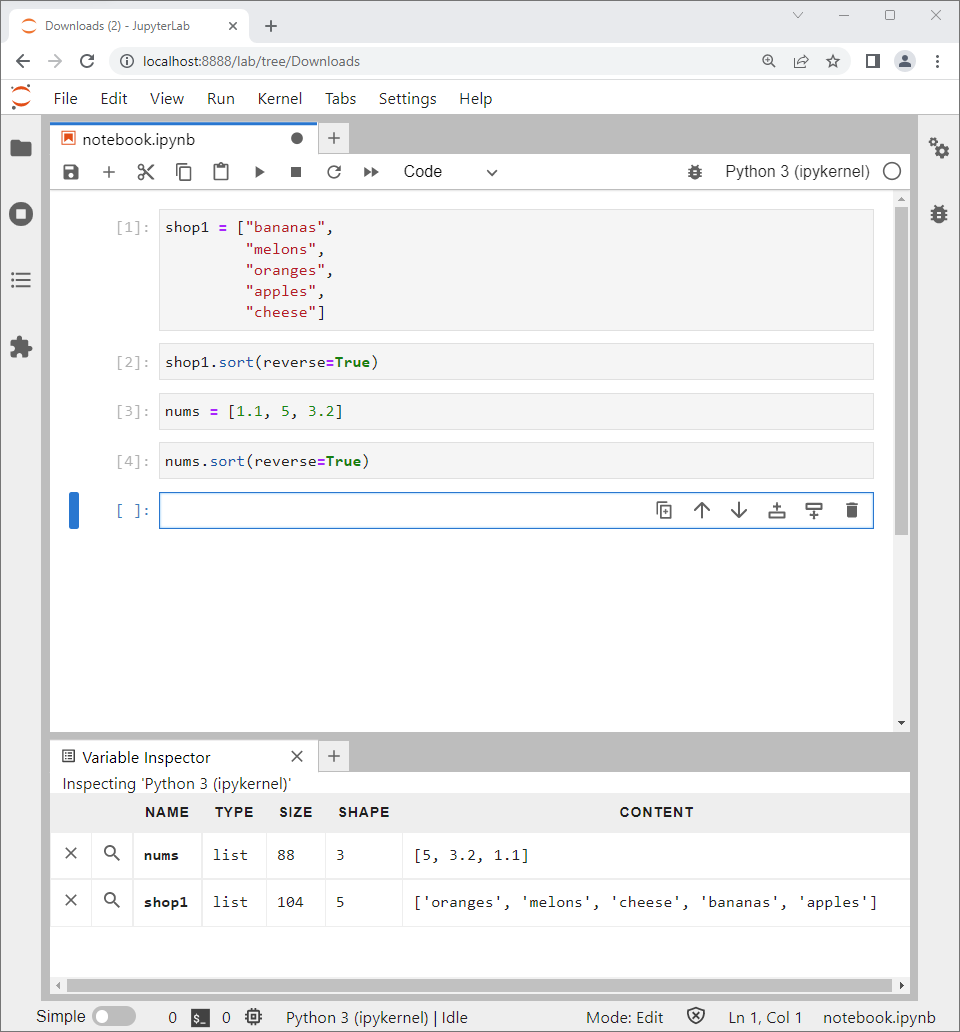 Downloads (2) - JupyterLab
localhost:8888/lab/tree/Downloads
File Edit View Run Kernel Tabs Settings Help
notebook.ipynb
Code Python 3 (ipykernel)
[1]: shop1 = ["bananas",
"melons",
"oranges",
"apples",
"cheese"]
[2]: shop1.sort(reverse=True)
[3]: nums = [1.1, 5, 3.2]
[4]: nums.sort(reverse=True)
[ ]:
Variable Inspector
Inspecting 'Python 3 (ipykernel)'
NAME TYPE SIZE SHAPE CONTENT
nums list 88 3 [5, 3.2, 1.1]
shop1 list 104 5 ['oranges', 'melons', 'cheese', 'bananas', 'apples']
Simple 0 $_ 0 Python 3 (ipykernel) | Idle Mode: Edit Ln 1, Col 1 notebook.ipynb